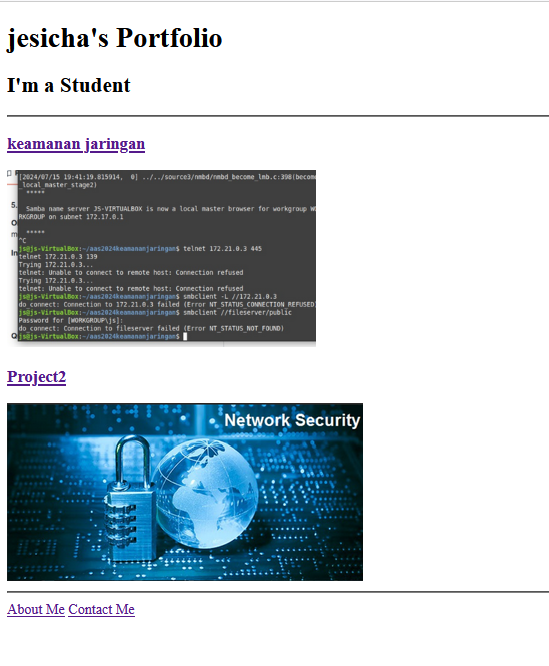 jesicha's Portfolio
I'm a Student
keamanan jaringan
[2024/07/15 19:41:19.815914,  0] ../../source3/nmbd/nmbd_become_lmb.c:398(become
_local_master_stage2)
*****
Samba name server JS-VIRTUALBOX is now a local master browser for workgroup WO
RKGROUP on subnet 172.17.0.1
*****
^C
js@js-VirtualBox:~/aas2024keamananjaringan$ telnet 172.21.0.3 445
telnet 172.21.0.3 139
Trying 172.21.0.3...
telnet: Unable to connect to remote host: Connection refused
Trying 172.21.0.3...
telnet: Unable to connect to remote host: Connection refused
js@js-VirtualBox:~/aas2024keamananjaringan$ smbclient -L //172.21.0.3
do_connect: Connection to 172.21.0.3 failed (Error NT_STATUS_CONNECTION_REFUSED)
js@js-VirtualBox:~/aas2024keamananjaringan$ smbclient //fileserver/public
Password for [WORKGROUP\js]:
do_connect: Connection to fileserver failed (Error NT_STATUS_NOT_FOUND)
js@js-VirtualBox:~/aas2024keamananjaringan$
Project2
Network Security
About Me Contact Me